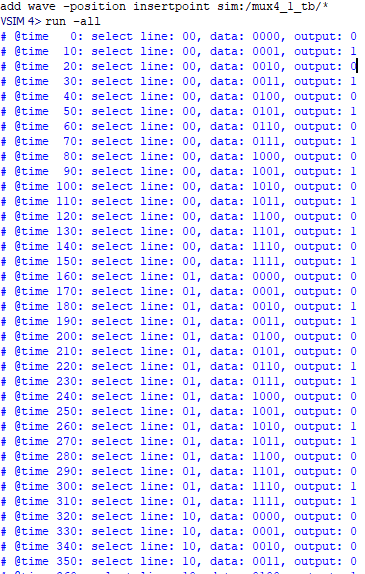 add wave -position insertpoint sim:/mux4_1_tb/*
VSIM 4> run -all
# @time   0: select line: 00, data: 0000, output: 0
# @time  10: select line: 00, data: 0001, output: 1
# @time  20: select line: 00, data: 0010, output: 0
# @time  30: select line: 00, data: 0011, output: 1
# @time  40: select line: 00, data: 0100, output: 0
# @time  50: select line: 00, data: 0101, output: 1
# @time  60: select line: 00, data: 0110, output: 0
# @time  70: select line: 00, data: 0111, output: 1
# @time  80: select line: 00, data: 1000, output: 0
# @time  90: select line: 00, data: 1001, output: 1
# @time 100: select line: 00, data: 1010, output: 0
# @time 110: select line: 00, data: 1011, output: 1
# @time 120: select line: 00, data: 1100, output: 0
# @time 130: select line: 00, data: 1101, output: 1
# @time 140: select line: 00, data: 1110, output: 0
# @time 150: select line: 00, data: 1111, output: 1
# @time 160: select line: 01, data: 0000, output: 0
# @time 170: select line: 01, data: 0001, output: 0
# @time 180: select line: 01, data: 0010, output: 1
# @time 190: select line: 01, data: 0011, output: 1
# @time 200: select line: 01, data: 0100, output: 0
# @time 210: select line: 01, data: 0101, output: 0
# @time 220: select line: 01, data: 0110, output: 1
# @time 230: select line: 01, data: 0111, output: 1
# @time 240: select line: 01, data: 1000, output: 0
# @time 250: select line: 01, data: 1001, output: 0
# @time 260: select line: 01, data: 1010, output: 1
# @time 270: select line: 01, data: 1011, output: 1
# @time 280: select line: 01, data: 1100, output: 0
# @time 290: select line: 01, data: 1101, output: 0
# @time 300: select line: 01, data: 1110, output: 1
# @time 310: select line: 01, data: 1111, output: 1
# @time 320: select line: 10, data: 0000, output: 0
# @time 330: select line: 10, data: 0001, output: 0
# @time 340: select line: 10, data: 0010, output: 0
# @time 350: select line: 10, data: 0011, output: 0